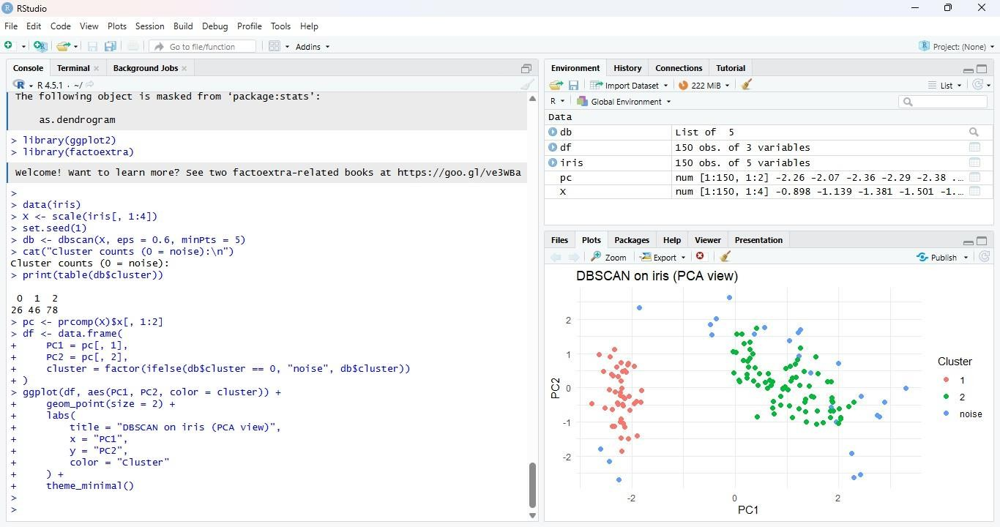 RStudio
File Edit Code View Plots Session Build Debug Profile Tools Help
Go to file/function Addins Project: (None)
Console Terminal Background Jobs
R 4.5.1 · ~/
The following object is masked from ‘package:stats’:
as.dendrogram
> library(ggplot2)
> library(factoextra)
Welcome! Want to learn more? See two factoextra-related books at https://goo.gl/ve3WBa
>
> data(iris)
> X <- scale(iris[, 1:4])
> set.seed(1)
> db <- dbscan(X, eps = 0.6, minPts = 5)
> cat("Cluster counts (0 = noise):\n")
Cluster counts (0 = noise):
> print(table(db$cluster))
0 1 2
26 46 78
> pc <- prcomp(X)$x[, 1:2]
> df <- data.frame(
+ PC1 = pc[, 1],
+ PC2 = pc[, 2],
+ cluster = factor(ifelse(db$cluster == 0, "noise", db$cluster))
+ )
> ggplot(df, aes(PC1, PC2, color = cluster)) +
+ geom_point(size = 2) +
+ labs(
+ title = "DBSCAN on iris (PCA view)",
+ x = "PC1",
+ y = "PC2",
+ color = "Cluster"
+ ) +
+ theme_minimal()
>
>
Environment History Connections Tutorial
Import Dataset 222 MiB List
R Global Environment
Data
db List of 5
df 150 obs. of 3 variables
iris 150 obs. of 5 variables
pc num [1:150, 1:2] -2.26 -2.07 -2.36 -2.29 -2.38 ...
X num [1:150, 1:4] -0.898 -1.139 -1.381 -1.501 -1...
Files Plots Packages Help Viewer Presentation
Zoom Export Publish
DBSCAN on iris (PCA view)
2
1
0
-1
-2
PC2
-2 0 2
PC1
Cluster
1
2
noise